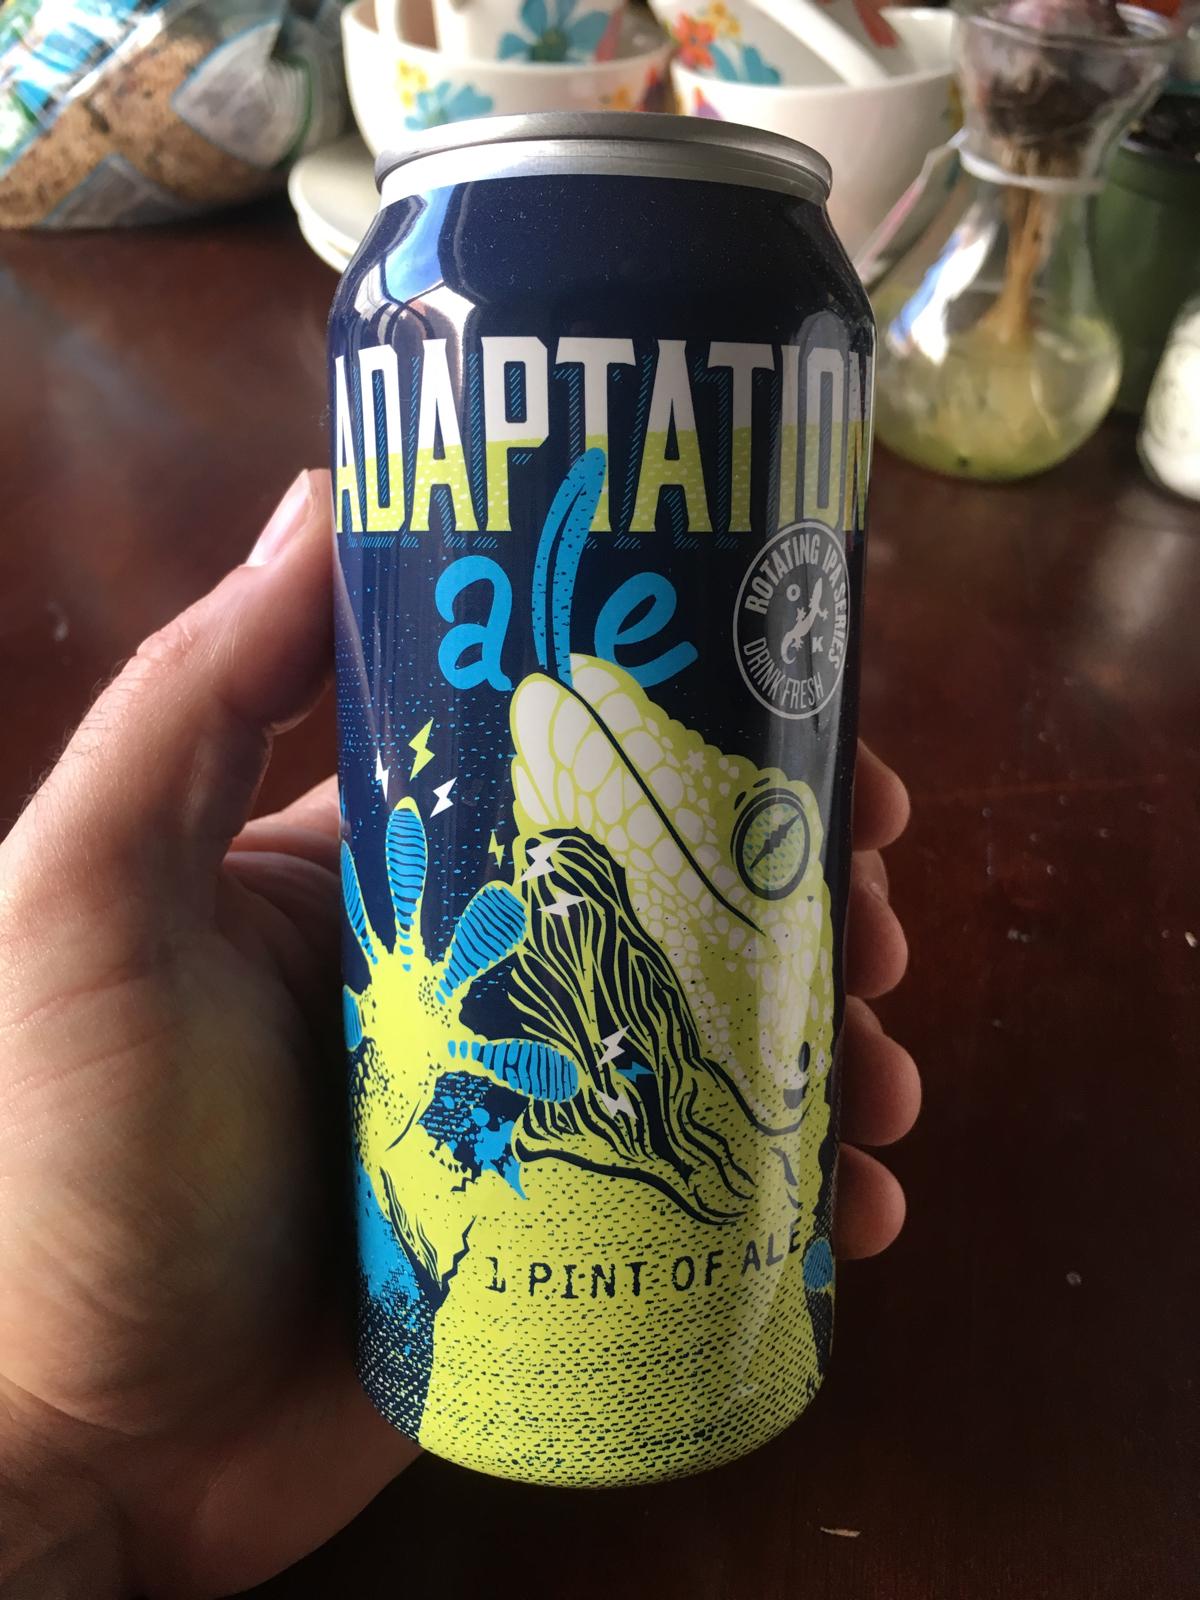 ADAPTATION
ale
ROTATING IPA SERIES
O K
DRINK FRESH
1 PINT OF ALE